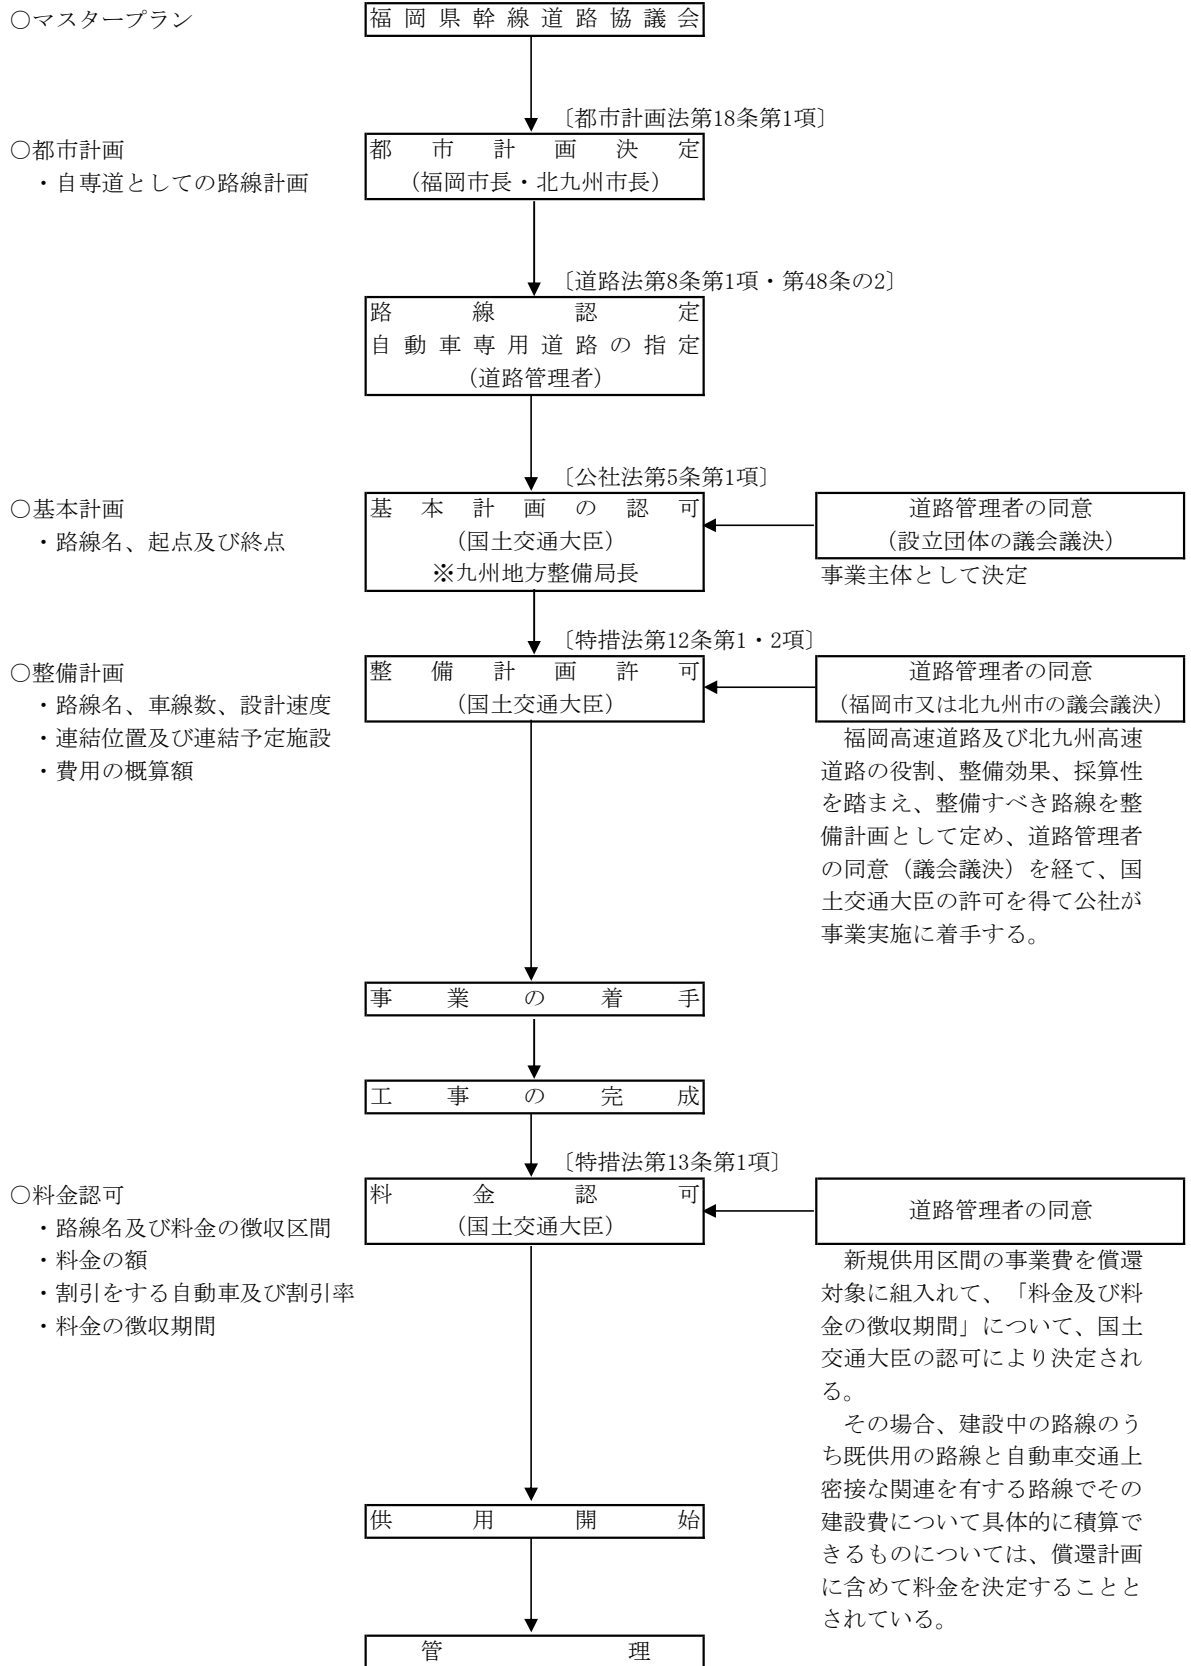 ○マスタープラン
福岡県幹線道路協議会
〔都市計画法第18条第1項〕
○都市計画
・自専道としての路線計画
都市計画決定
(福岡市長・北九州市長)
〔道路法第8条第1項・第48条の2〕
路線認定
自動車専用道路の指定
(道路管理者)
〔公社法第5条第1項〕
○基本計画
・路線名、起点及び終点
基本計画の認可
(国土交通大臣)
※九州地方整備局長
道路管理者の同意
(設立団体の議会議決)
事業主体として決定
〔特措法第12条第1・2項〕
○整備計画
・路線名、車線数、設計速度
・連結位置及び連結予定施設
・費用の概算額
整備計画許可
(国土交通大臣)
道路管理者の同意
(福岡市又は北九州市の議会議決)
福岡高速道路及び北九州高速
道路の役割、整備効果、採算性
を踏まえ、整備すべき路線を整
備計画として定め、道路管理者
の同意(議会議決)を経て、国
土交通大臣の許可を得て公社が
事業実施に着手する。
事業の着手
工事の完成
〔特措法第13条第1項〕
○料金認可
・路線名及び料金の徴収区間
・料金の額
・割引をする自動車及び割引率
・料金の徴収期間
料金認可
(国土交通大臣)
道路管理者の同意
新規供用区間の事業費を償還
対象に組入れて、「料金及び料
金の徴収期間」について、国土
交通大臣の認可により決定され
る。
その場合、建設中の路線のう
ち既供用の路線と自動車交通上
密接な関連を有する路線でその
建設費について具体的に積算で
きるものについては、償還計画
に含めて料金を決定することと
されている。
供用開始
管理